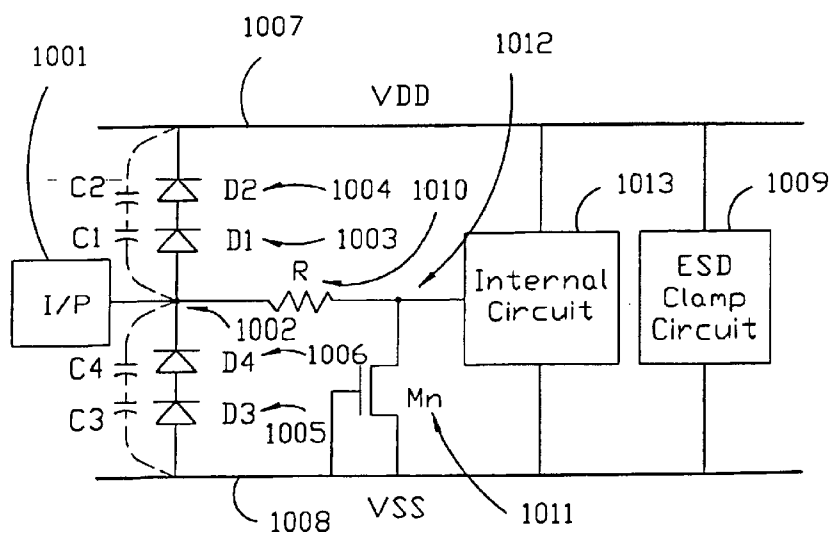 1007
1001
1012
VDD
C2
D2
1004
1010
1013
1009
C1
D1
1003
R
I/P
1002
Internal
Circuit
ESD
Clamp
Circuit
C4
D4
1006
C3
D3
1005
Mn
1008
VSS
1011